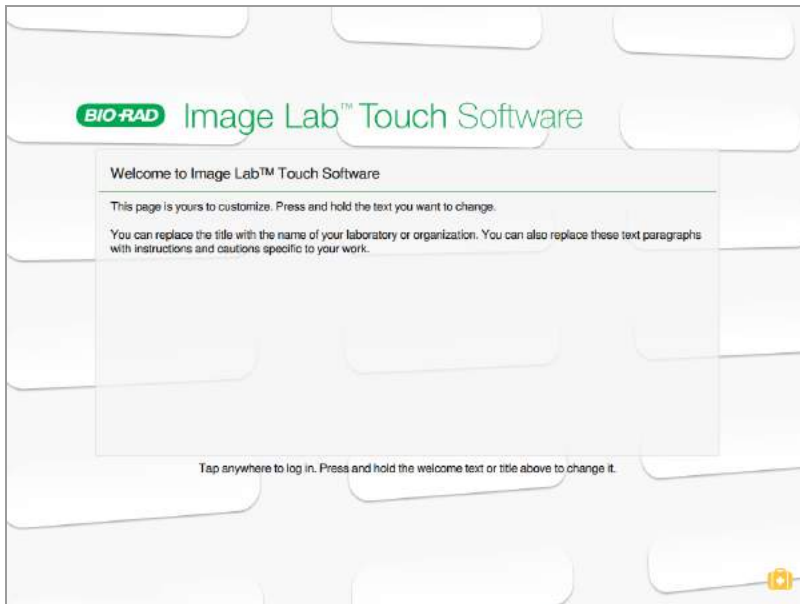 BIO-RAD Image Lab™ Touch Software
Welcome to Image Lab™ Touch Software
This page is yours to customize. Press and hold the text you want to change.
You can replace the title with the name of your laboratory or organization. You can also replace these text paragraphs
with instructions and cautions specific to your work.
Tap anywhere to log in. Press and hold the welcome text or title above to change it.